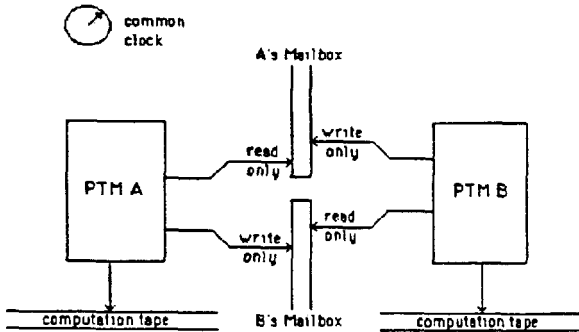 common
clock
A's Mailbox
write
only
read
only
PTM A
PTM B
read
only
write
only
computation tape
B's Mailbox
computation tape